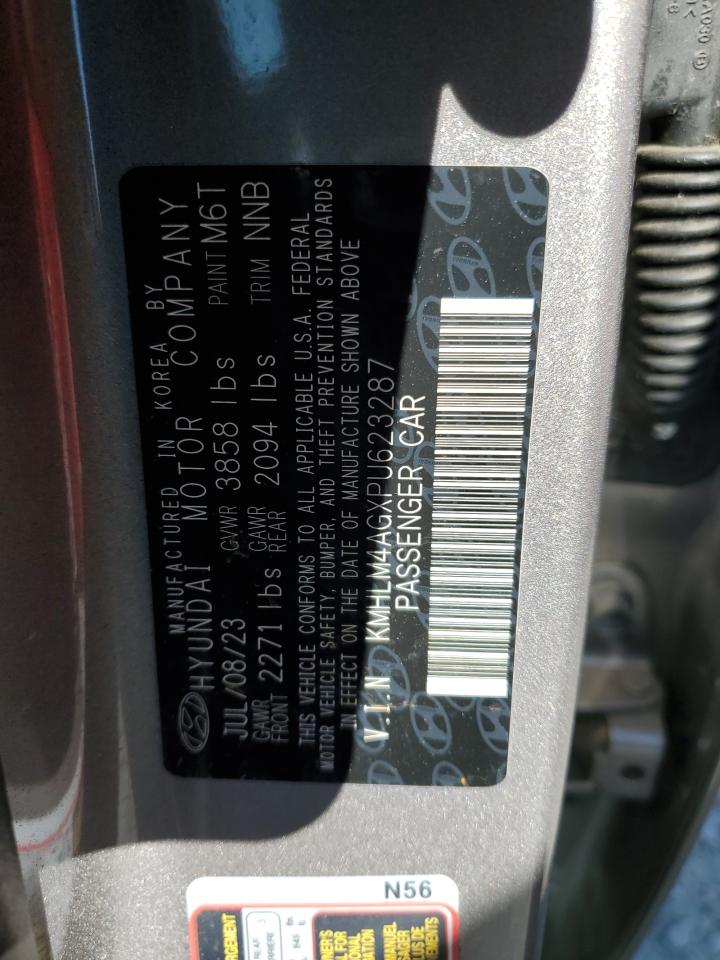 MANUFACTURED IN KOREA BY
HYUNDAI MOTOR COMPANY
JUL/08/23 GVWR 3858 lbs PAINT M6T
GAWR FRONT 2271 lbs GAWR REAR 2094 lbs TRIM NNB
THIS VEHICLE CONFORMS TO ALL APPLICABLE U.S.A. FEDERAL
MOTOR VEHICLE SAFETY, BUMPER, AND THEFT PREVENTION STANDARDS
IN EFFECT ON THE DATE OF MANUFACTURE SHOWN ABOVE
V.I.N KMHLM4AGXPU623287
PASSENGER CAR
N56